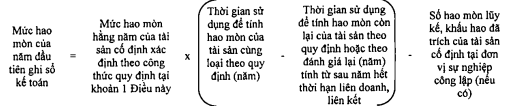 Mức hao
mòn của
năm đầu
tiên ghi sổ
kế toán
=
Mức hao mòn
hằng năm của tài
sản cố định xác
định theo công
thức quy định tại
khoản 1 Điều này
x
Thời gian sử
dụng để tính
hao mòn của
tài sản cùng
loại theo quy
định (năm)
-
Thời gian sử dụng
để tính hao mòn còn
lại của tài sản theo
quy định hoặc theo
đánh giá lại (năm)
tính từ sau năm hết
thời hạn liên doanh,
liên kết
-
Số hao mòn lũy
kế, khấu hao đã
trích của tài sản
cố định tại đơn
vị sự nghiệp
công lập (nếu
có)